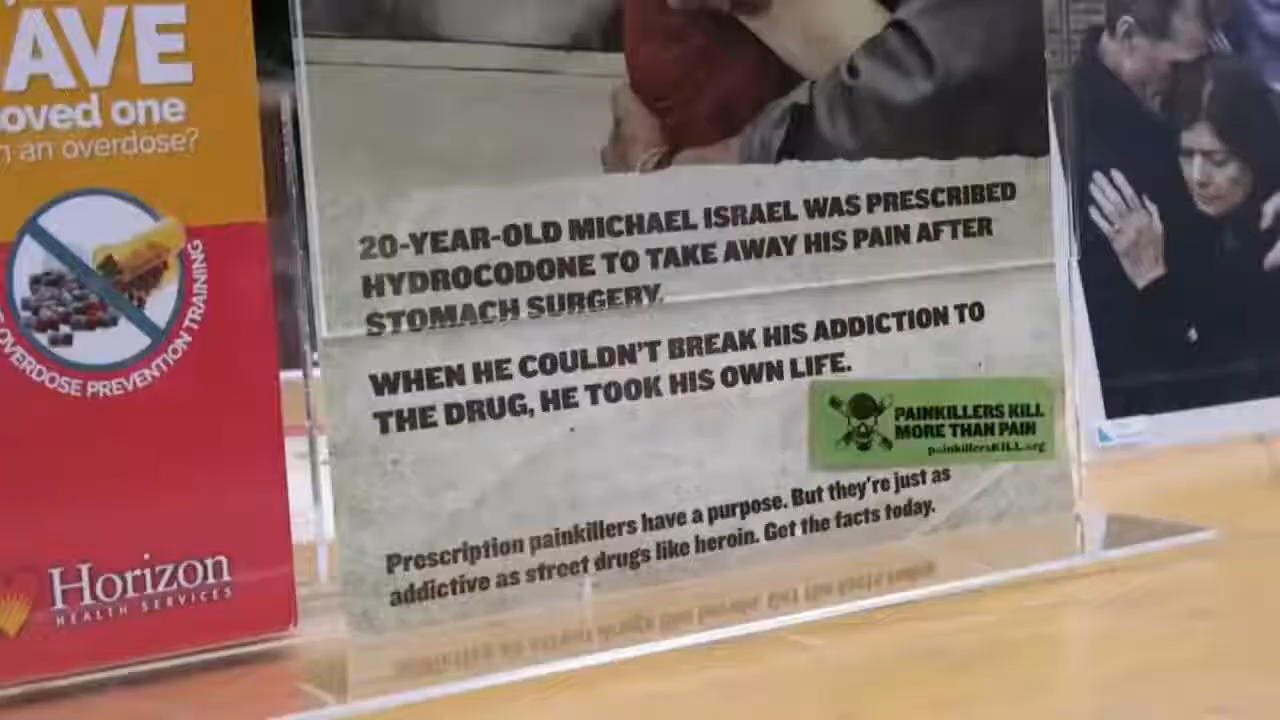 AVE
oved one
an overdose?
OVERDOSE PREVENTION TRAINING
Horizon
HEALTH SERVICES
20-YEAR-OLD MICHAEL ISRAEL WAS PRESCRIBED
HYDROCODONE TO TAKE AWAY HIS PAIN AFTER
STOMACH SURGERY.
WHEN HE COULDN'T BREAK HIS ADDICTION TO
THE DRUG, HE TOOK HIS OWN LIFE.
PAINKILLERS KILL
MORE THAN PAIN
painkillersKILL.org
Prescription painkillers have a purpose. But they're just as
addictive as street drugs like heroin. Get the facts today.